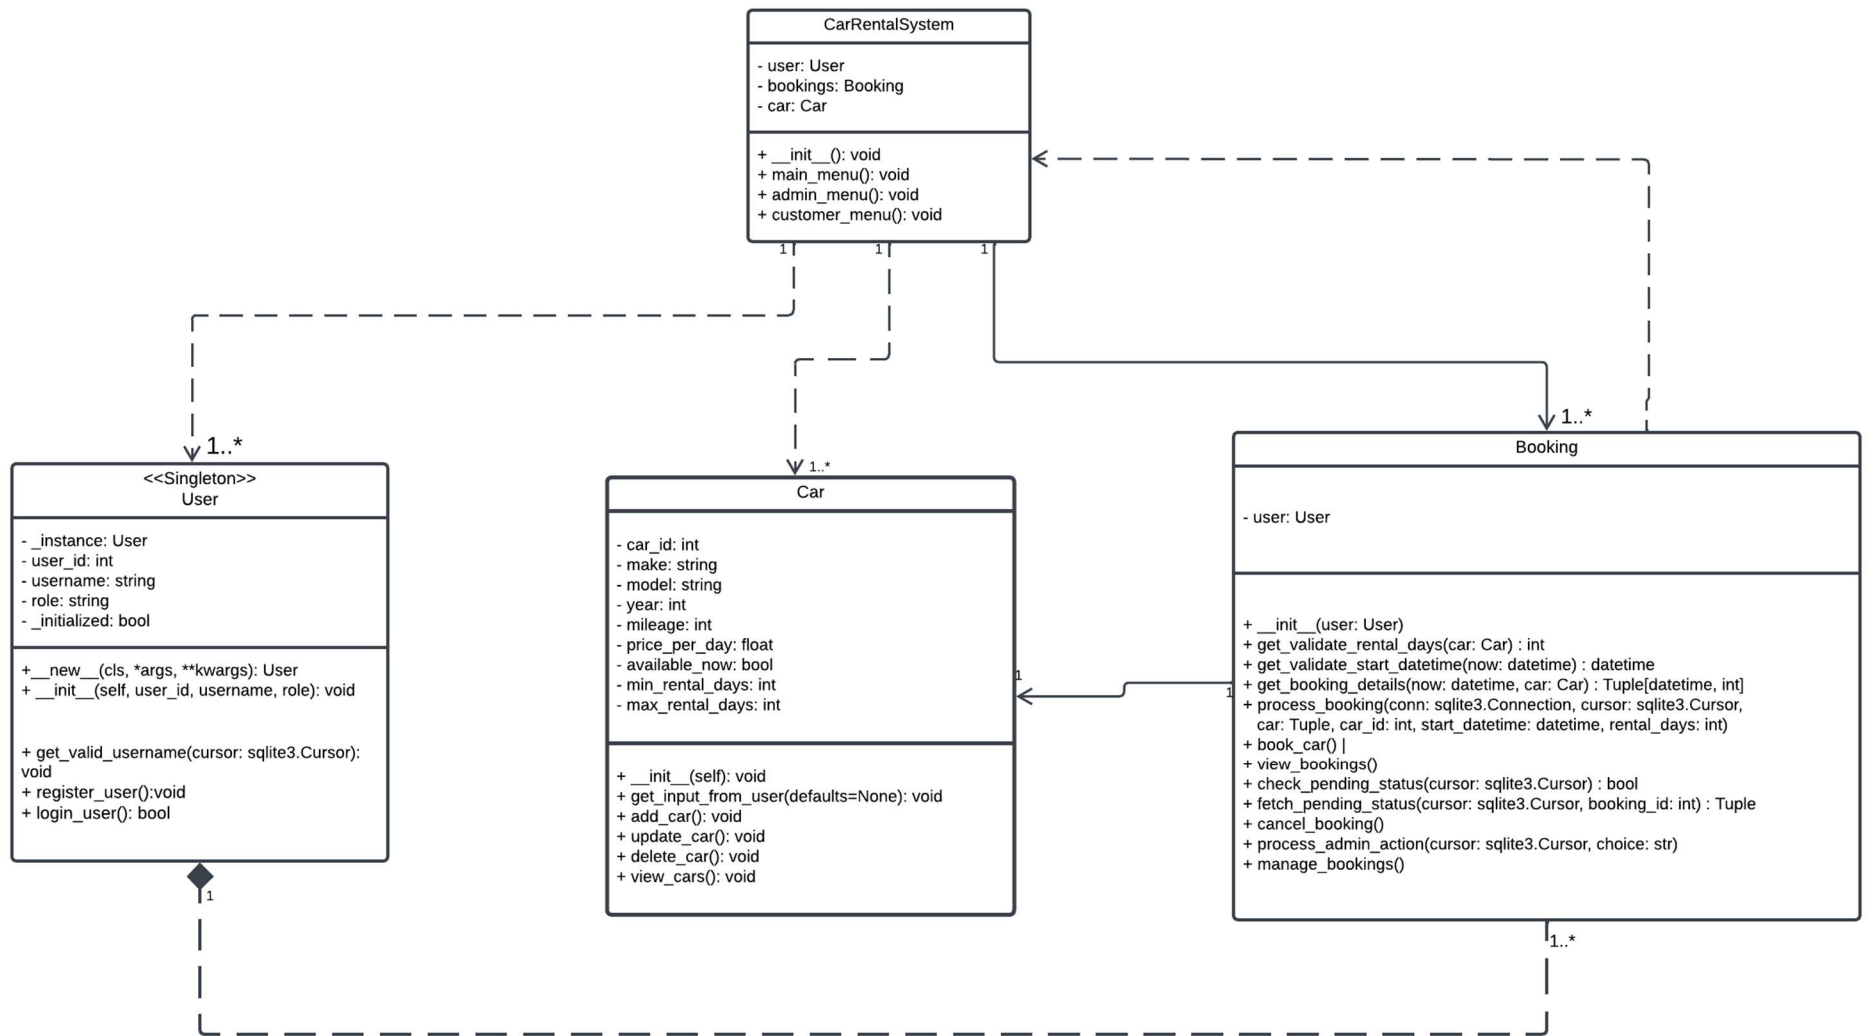 CarRentalSystem
- user: User
- bookings: Booking
- car: Car
+ __init__(): void
+ main_menu(): void
+ admin_menu(): void
+ customer_menu(): void
1
1
1
1..*
1..*
1..*
<<Singleton>>
User
- _instance: User
- user_id: int
- username: string
- role: string
- _initialized: bool
+__new__(cls, *args, **kwargs): User
+ __init__(self, user_id, username, role): void
+ get_valid_username(cursor: sqlite3.Cursor):
void
+ register_user():void
+ login_user(): bool
1
Car
- car_id: int
- make: string
- model: string
- year: int
- mileage: int
- price_per_day: float
- available_now: bool
- min_rental_days: int
- max_rental_days: int
+ __init__(self): void
+ get_input_from_user(defaults=None): void
+ add_car(): void
+ update_car(): void
+ delete_car(): void
+ view_cars(): void
1
1
Booking
- user: User
+ __init__(user: User)
+ get_validate_rental_days(car: Car) : int
+ get_validate_start_datetime(now: datetime) : datetime
+ get_booking_details(now: datetime, car: Car) : Tuple[datetime, int]
+ process_booking(conn: sqlite3.Connection, cursor: sqlite3.Cursor,
car: Tuple, car_id: int, start_datetime: datetime, rental_days: int)
+ book_car() |
+ view_bookings()
+ check_pending_status(cursor: sqlite3.Cursor) : bool
+ fetch_pending_status(cursor: sqlite3.Cursor, booking_id: int) : Tuple
+ cancel_booking()
+ process_admin_action(cursor: sqlite3.Cursor, choice: str)
+ manage_bookings()
1..*